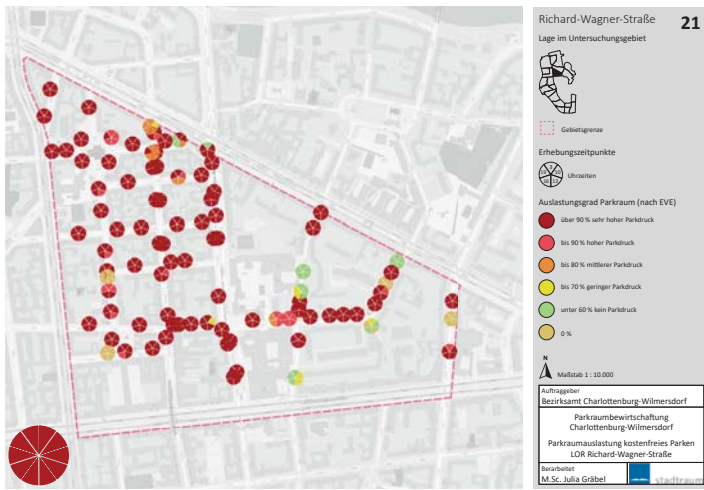 Richard-Wagner-Straße 21
Lage im Untersuchungsgebiet
Gebietsgrenze
Erhebungszeitpunkte
Uhrzeiten
Auslastungsgrad Parkraum (nach EVE)
über 90 % sehr hoher Parkdruck
bis 90 % hoher Parkdruck
bis 80 % mittlerer Parkdruck
bis 70 % geringer Parkdruck
unter 60 % kein Parkdruck
0 %
N
Maßstab 1 : 10.000
Auftraggeber
Bezirksamt Charlottenburg-Wilmersdorf
Parkraumbewirtschaftung
Charlottenburg-Wilmersdorf
Parkraumauslastung kostenfreies Parken
LOR Richard-Wagner-Straße
Berarbeitet
M.Sc. Julia Gräbel
stadtraum